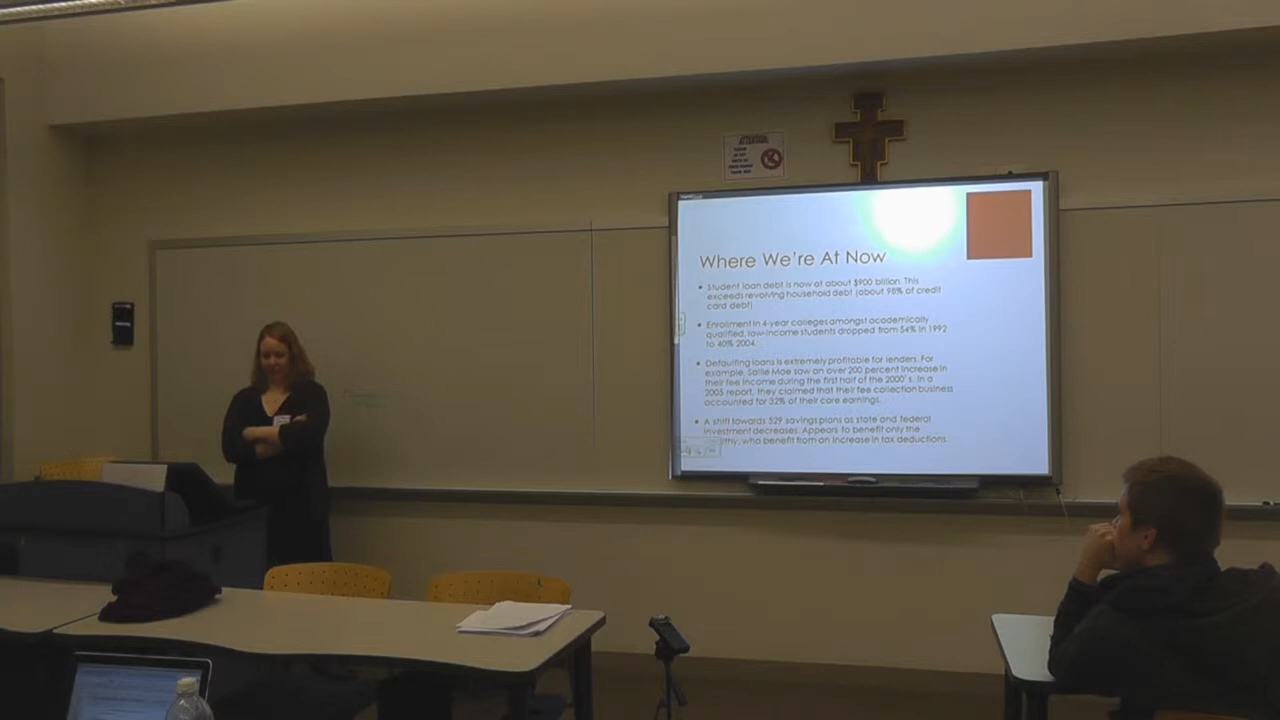 ATTENTION
Where We're At Now
• Student loan debt is now at about $900 billion. This
exceeds revolving household debt (about 98% of credit
card debt)
• Enrollment in 4-year colleges amongst academically
qualified, low-income students dropped from 54% in 1992
to 40% 2004.
• Defaulting loans is extremely profitable for lenders. For
example, Sallie Mae saw an over 200 percent increase in
their fee income during the first half of the 2000's. In a
2005 report, they claimed that their fee collection business
accounted for 32% of their core earnings.
• A shift towards 529 savings plans as state and federal
investment decreases. Appears to benefit only the
lthy, who benefit from an increase in tax deductions.